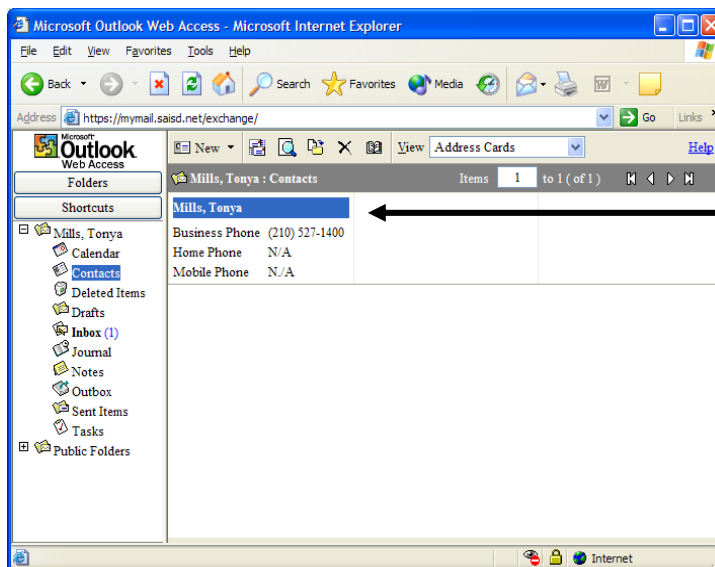 Microsoft Outlook Web Access - Microsoft Internet Explorer
File Edit View Favorites Tools Help
Back Search Favorites Media W
Address https://mymail.saisd.net/exchange/ Go Links
Microsoft
Outlook
Web Access
New View Address Cards Help
Folders
Mills, Tonya : Contacts Items 1 to 1 ( of 1 )
Shortcuts
Mills, Tonya
Business Phone (210) 527-1400
Home Phone N/A
Mobile Phone N/A
Mills, Tonya
Calendar
Contacts
Deleted Items
Drafts
Inbox (1)
Journal
Notes
Outbox
Sent Items
Tasks
Public Folders
Internet